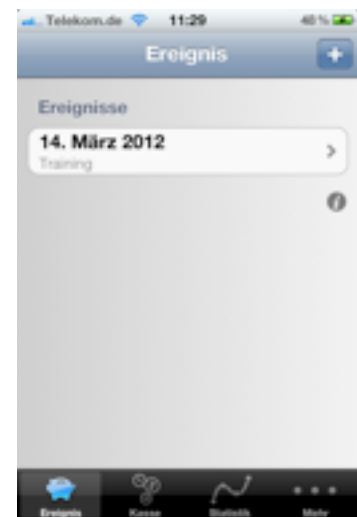 Telekom.de 11:29 40 %
Ereignis +
Ereignisse
14. März 2012
Training
Ereignis Kasse Statistik Mehr